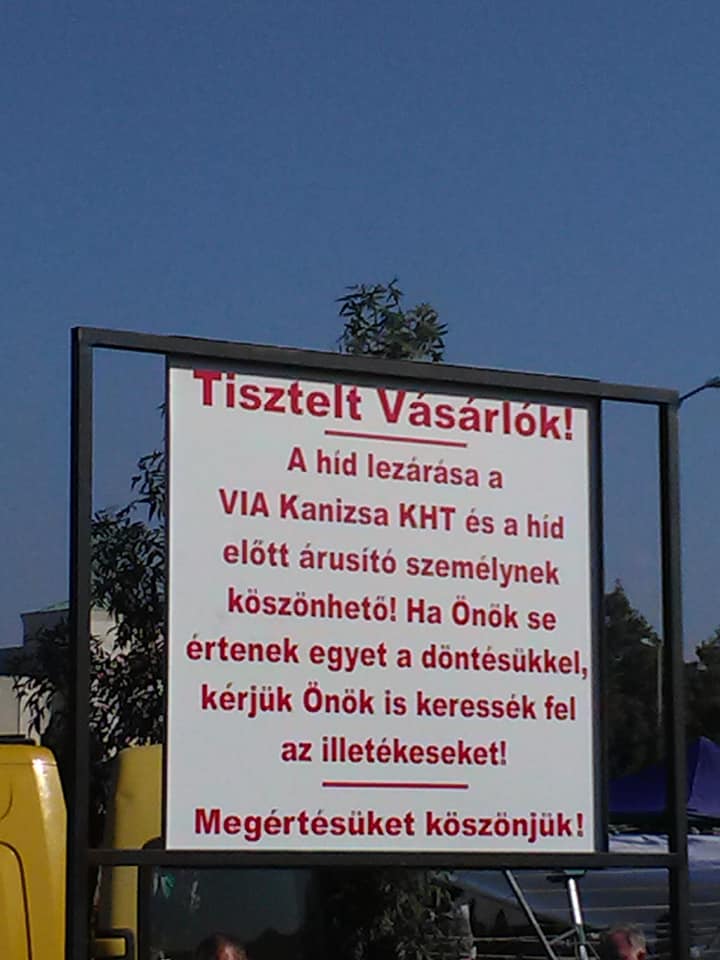 Tisztelt Vásárlók!
A híd lezárása a
VIA Kanizsa KHT és a híd
előtt árusító személynek
köszönhető! Ha Önök se
értenek egyet a döntésükkel,
kérjük Önök is keressék fel
az illetékeseket!
Megértésüket köszönjük!